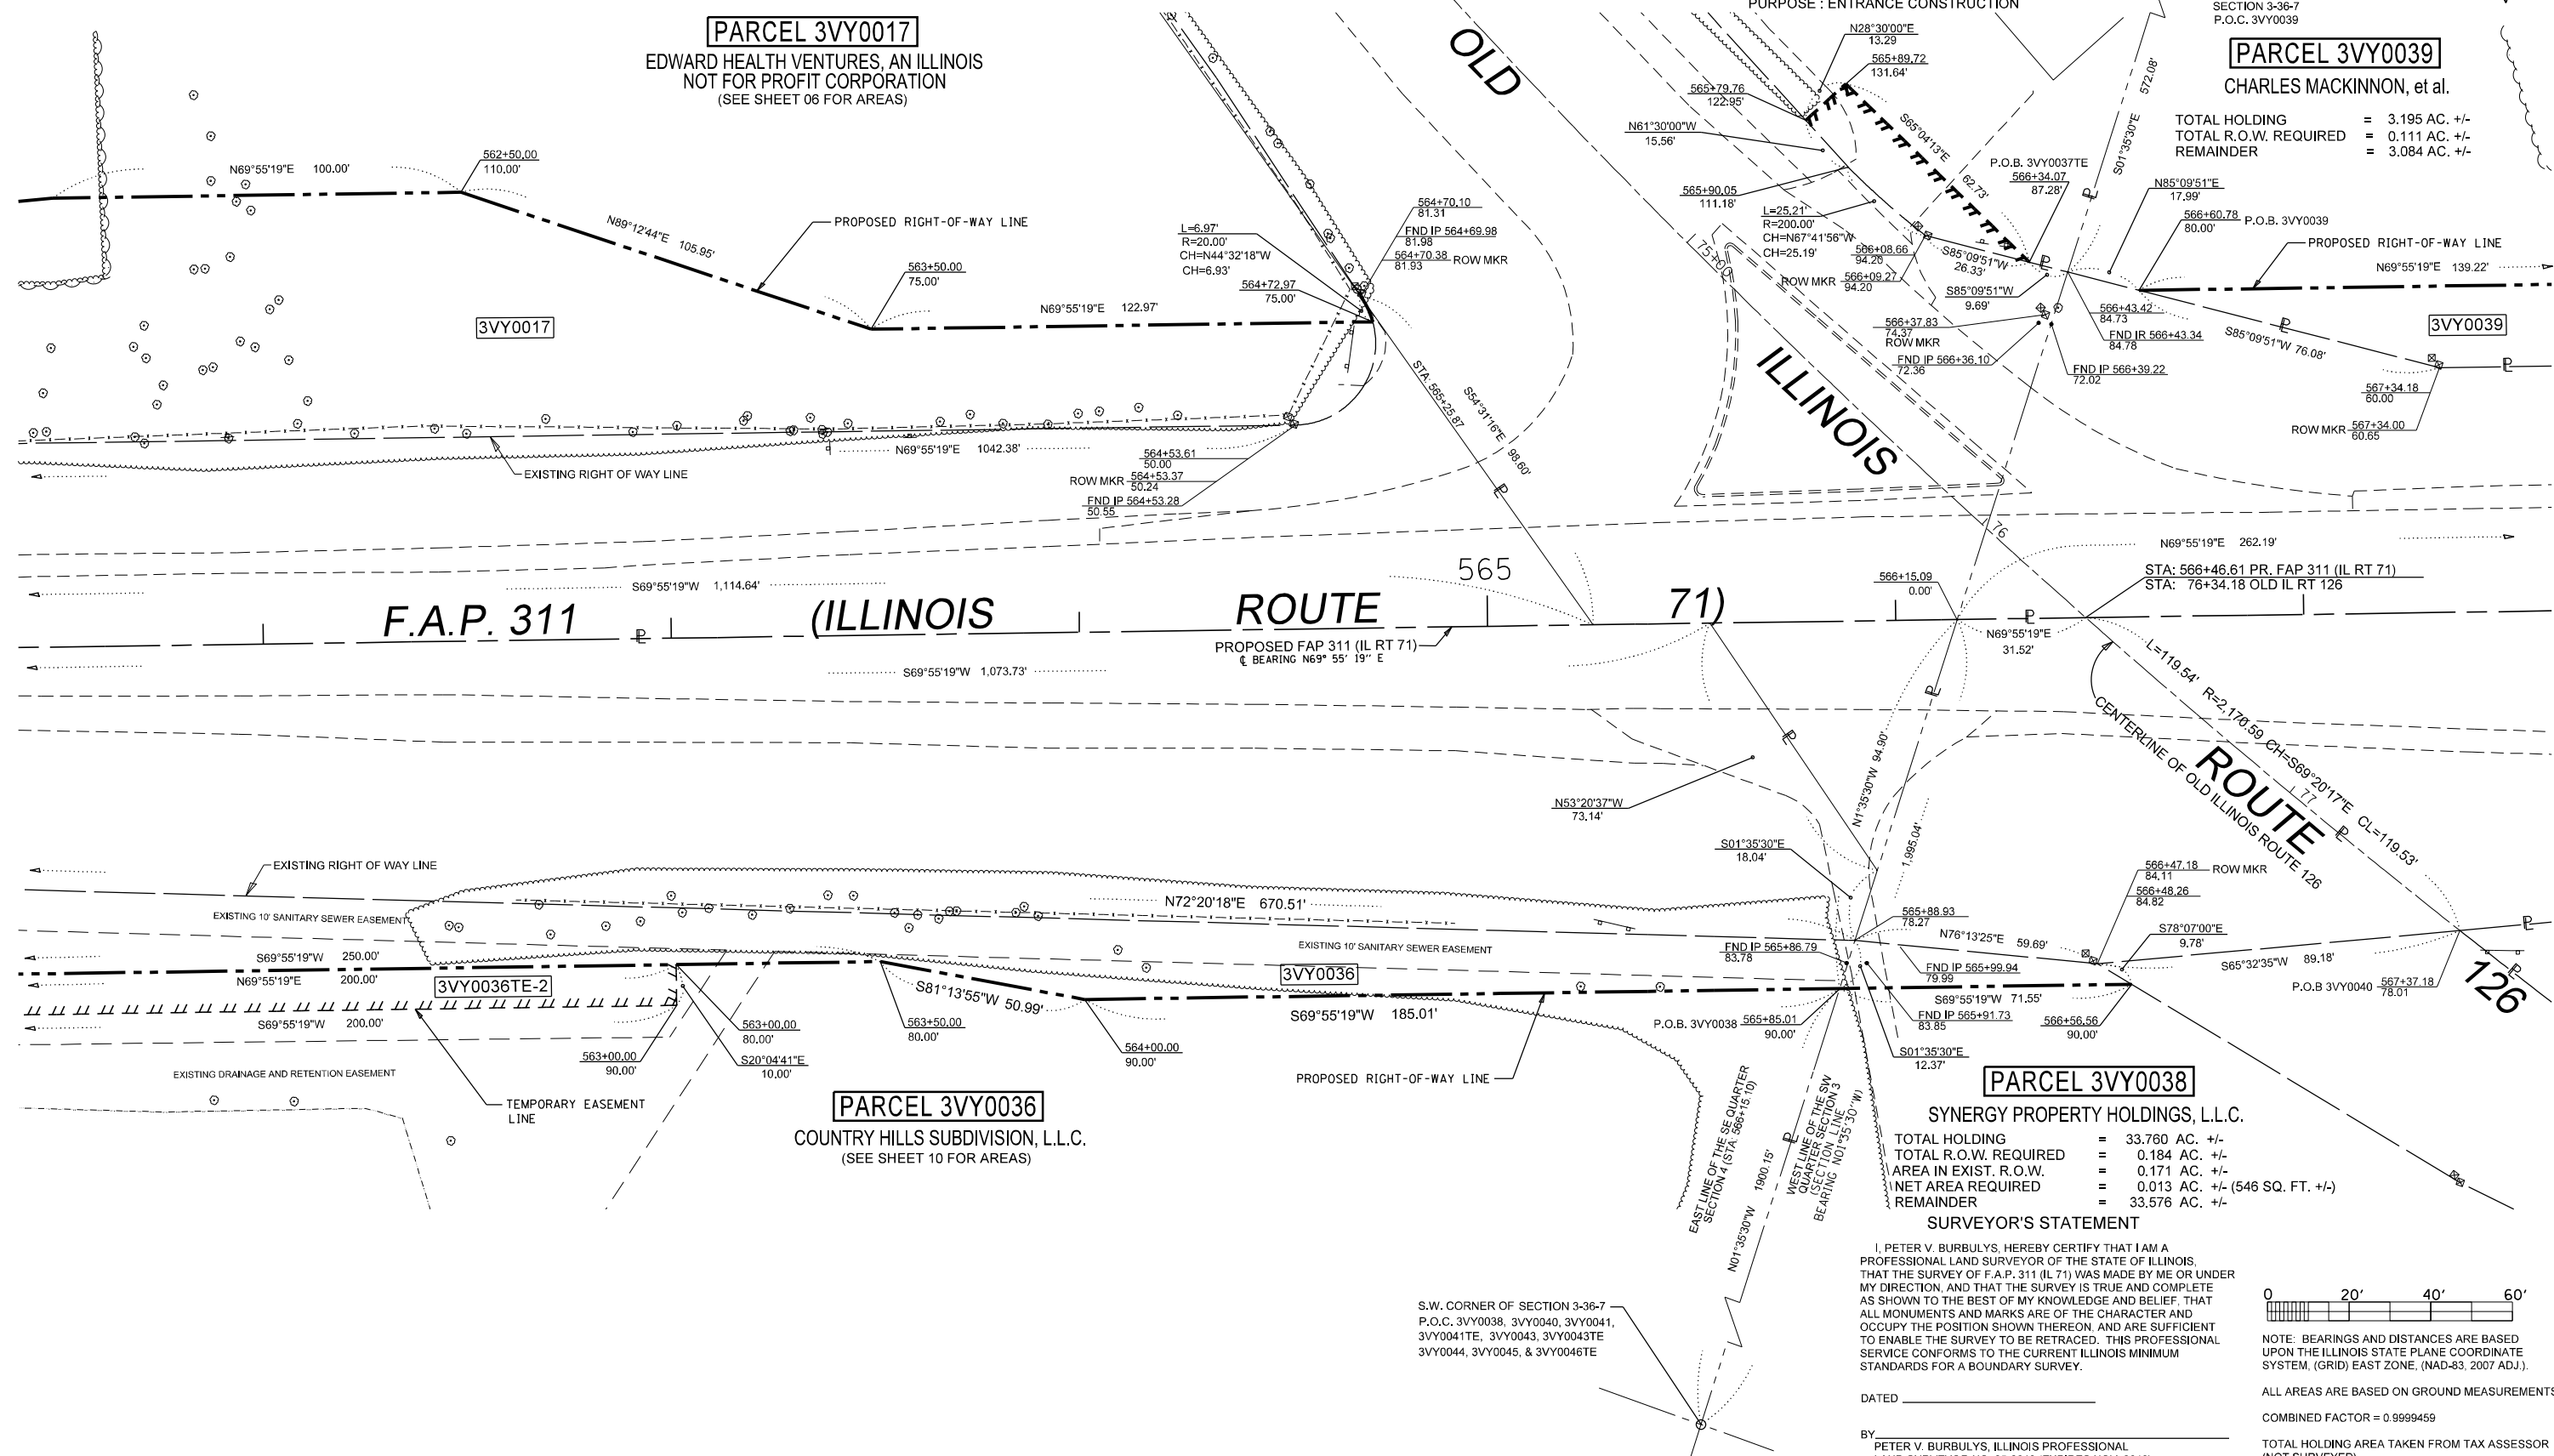 PARCEL 3VY0017
EDWARD HEALTH VENTURES, AN ILLINOIS
NOT FOR PROFIT CORPORATION
(SEE SHEET 06 FOR AREAS)
PURPOSE : ENTRANCE CONSTRUCTION
SECTION 3-36-7
P.O.C. 3VY0039
PARCEL 3VY0039
CHARLES MACKINNON, et al.
TOTAL HOLDING = 3.195 AC. +/-
TOTAL R.O.W. REQUIRED = 0.111 AC. +/-
REMAINDER = 3.084 AC. +/-
N69°55'19"E 100.00'
562+50.00
110.00'
N89°12'44"E 105.95'
PROPOSED RIGHT-OF-WAY LINE
563+50.00
75.00'
N69°55'19"E 122.97'
3VY0017
L=6.97'
R=20.00'
CH=N44°32'18"W
CH=6.93'
564+72.97
75.00'
564+70.10
81.31
FND IP 564+69.98
81.98
564+70.38 ROW MKR
81.93
STA: 565+25.87
S54°31'16"E 98.60'
N69°55'19"E 1042.38'
EXISTING RIGHT OF WAY LINE
564+53.61
50.00
ROW MKR 564+53.37
50.24
FND IP 564+53.28
50.55
OLD
ILLINOIS
ROUTE
126
75+00
76
77
N28°30'00"E
13.29
565+89.72
131.64'
565+79.76
122.95'
N61°30'00"W
15.56'
565+90.05
111.18'
L=25.21'
R=200.00'
CH=N67°41'56"W
CH=25.19'
S65°04'13"E 62.73'
566+08.66
94.20
ROW MKR 566+09.27
94.20
S85°09'51"W
26.33'
P.O.B. 3VY0037TE
566+34.07
87.28'
S01°35'30"E 572.08'
N85°09'51"E
17.99'
566+60.78 P.O.B. 3VY0039
80.00'
PROPOSED RIGHT-OF-WAY LINE
N69°55'19"E 139.22'
S85°09'51"W
9.69'
566+43.42
84.73
FND IR 566+43.34
84.78
566+37.83
74.37
ROW MKR
FND IP 566+36.10
72.36
FND IP 566+39.22
72.02
S85°09'51"W 76.08'
3VY0039
567+34.18
60.00
ROW MKR 567+34.00
60.65
N69°55'19"E 262.19'
S69°55'19"W 1,114.64'
F.A.P. 311 (ILLINOIS ROUTE 71)
565
PROPOSED FAP 311 (IL RT 71)
℄ BEARING N69° 55' 19" E
S69°55'19"W 1,073.73'
566+15.09
0.00'
STA: 566+46.61 PR. FAP 311 (IL RT 71)
STA: 76+34.18 OLD IL RT 126
N69°55'19"E
31.52'
L=119.54' R=2,170.59 CH=S69°20'17"E CL=119.53'
CENTERLINE OF OLD ILLINOIS ROUTE 126
N53°20'37"W
73.14'
N1°35'30"W 94.90'
1,995.04'
S01°35'30"E
18.04'
EXISTING RIGHT OF WAY LINE
EXISTING 10' SANITARY SEWER EASEMENT
N72°20'18"E 670.51'
EXISTING 10' SANITARY SEWER EASEMENT
S69°55'19"W 250.00'
N69°55'19"E 200.00'
3VY0036TE-2
S69°55'19"W 200.00'
563+00.00
90.00'
563+00.00
80.00'
S20°04'41"E
10.00'
563+50.00
80.00'
S81°13'55"W 50.99'
564+00.00
90.00'
3VY0036
S69°55'19"W 185.01'
PROPOSED RIGHT-OF-WAY LINE
FND IP 565+86.79
83.78
565+88.93
78.27
N76°13'25"E 59.69'
566+47.18 ROW MKR
84.11
566+48.26
84.82
S78°07'00"E
9.78'
S65°32'35"W 89.18'
P.O.B 3VY0040 567+37.18
78.01
FND IP 565+99.94
79.99
S69°55'19"W 71.55'
P.O.B. 3VY0038 565+85.01
90.00'
FND IP 565+91.73
83.85
566+56.56
90.00'
S01°35'30"E
12.37'
EXISTING DRAINAGE AND RETENTION EASEMENT
TEMPORARY EASEMENT
LINE
PARCEL 3VY0036
COUNTRY HILLS SUBDIVISION, L.L.C.
(SEE SHEET 10 FOR AREAS)
EAST LINE OF THE SE QUARTER
SECTION 4 (STA: 566+15.10)
N01°35'30"W 1900.15'
WEST LINE OF THE SW
QUARTER SECTION 3
(SECTION LINE
BEARING N01°35'30"W)
PARCEL 3VY0038
SYNERGY PROPERTY HOLDINGS, L.L.C.
TOTAL HOLDING = 33.760 AC. +/-
TOTAL R.O.W. REQUIRED = 0.184 AC. +/-
AREA IN EXIST. R.O.W. = 0.171 AC. +/-
NET AREA REQUIRED = 0.013 AC. +/- (546 SQ. FT. +/-)
REMAINDER = 33.576 AC. +/-
SURVEYOR'S STATEMENT
I, PETER V. BURBULYS, HEREBY CERTIFY THAT I AM A
PROFESSIONAL LAND SURVEYOR OF THE STATE OF ILLINOIS,
THAT THE SURVEY OF F.A.P. 311 (IL 71) WAS MADE BY ME OR UNDER
MY DIRECTION, AND THAT THE SURVEY IS TRUE AND COMPLETE
AS SHOWN TO THE BEST OF MY KNOWLEDGE AND BELIEF, THAT
ALL MONUMENTS AND MARKS ARE OF THE CHARACTER AND
OCCUPY THE POSITION SHOWN THEREON, AND ARE SUFFICIENT
TO ENABLE THE SURVEY TO BE RETRACED. THIS PROFESSIONAL
SERVICE CONFORMS TO THE CURRENT ILLINOIS MINIMUM
STANDARDS FOR A BOUNDARY SURVEY.
DATED
BY
PETER V. BURBULYS, ILLINOIS PROFESSIONAL
S.W. CORNER OF SECTION 3-36-7
P.O.C. 3VY0038, 3VY0040, 3VY0041,
3VY0041TE, 3VY0043, 3VY0043TE
3VY0044, 3VY0045, & 3VY0046TE
0 20' 40' 60'
NOTE: BEARINGS AND DISTANCES ARE BASED
UPON THE ILLINOIS STATE PLANE COORDINATE
SYSTEM, (GRID) EAST ZONE, (NAD-83, 2007 ADJ.).
ALL AREAS ARE BASED ON GROUND MEASUREMENTS
COMBINED FACTOR = 0.9999459
TOTAL HOLDING AREA TAKEN FROM TAX ASSESSOR